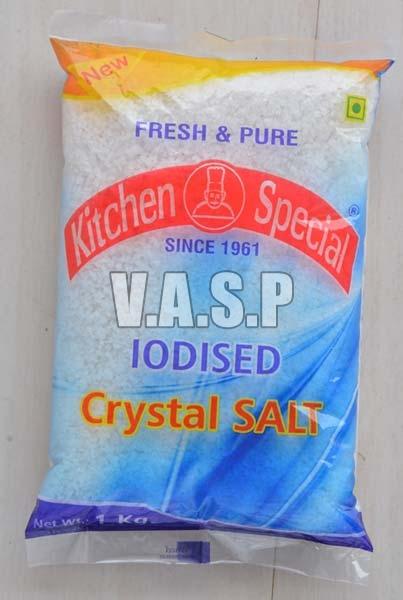 New
FRESH & PURE
Kitchen Special ®
SINCE 1961
V.A.S.P
IODISED
Crystal SALT
Net Wt.: 1 Kg.